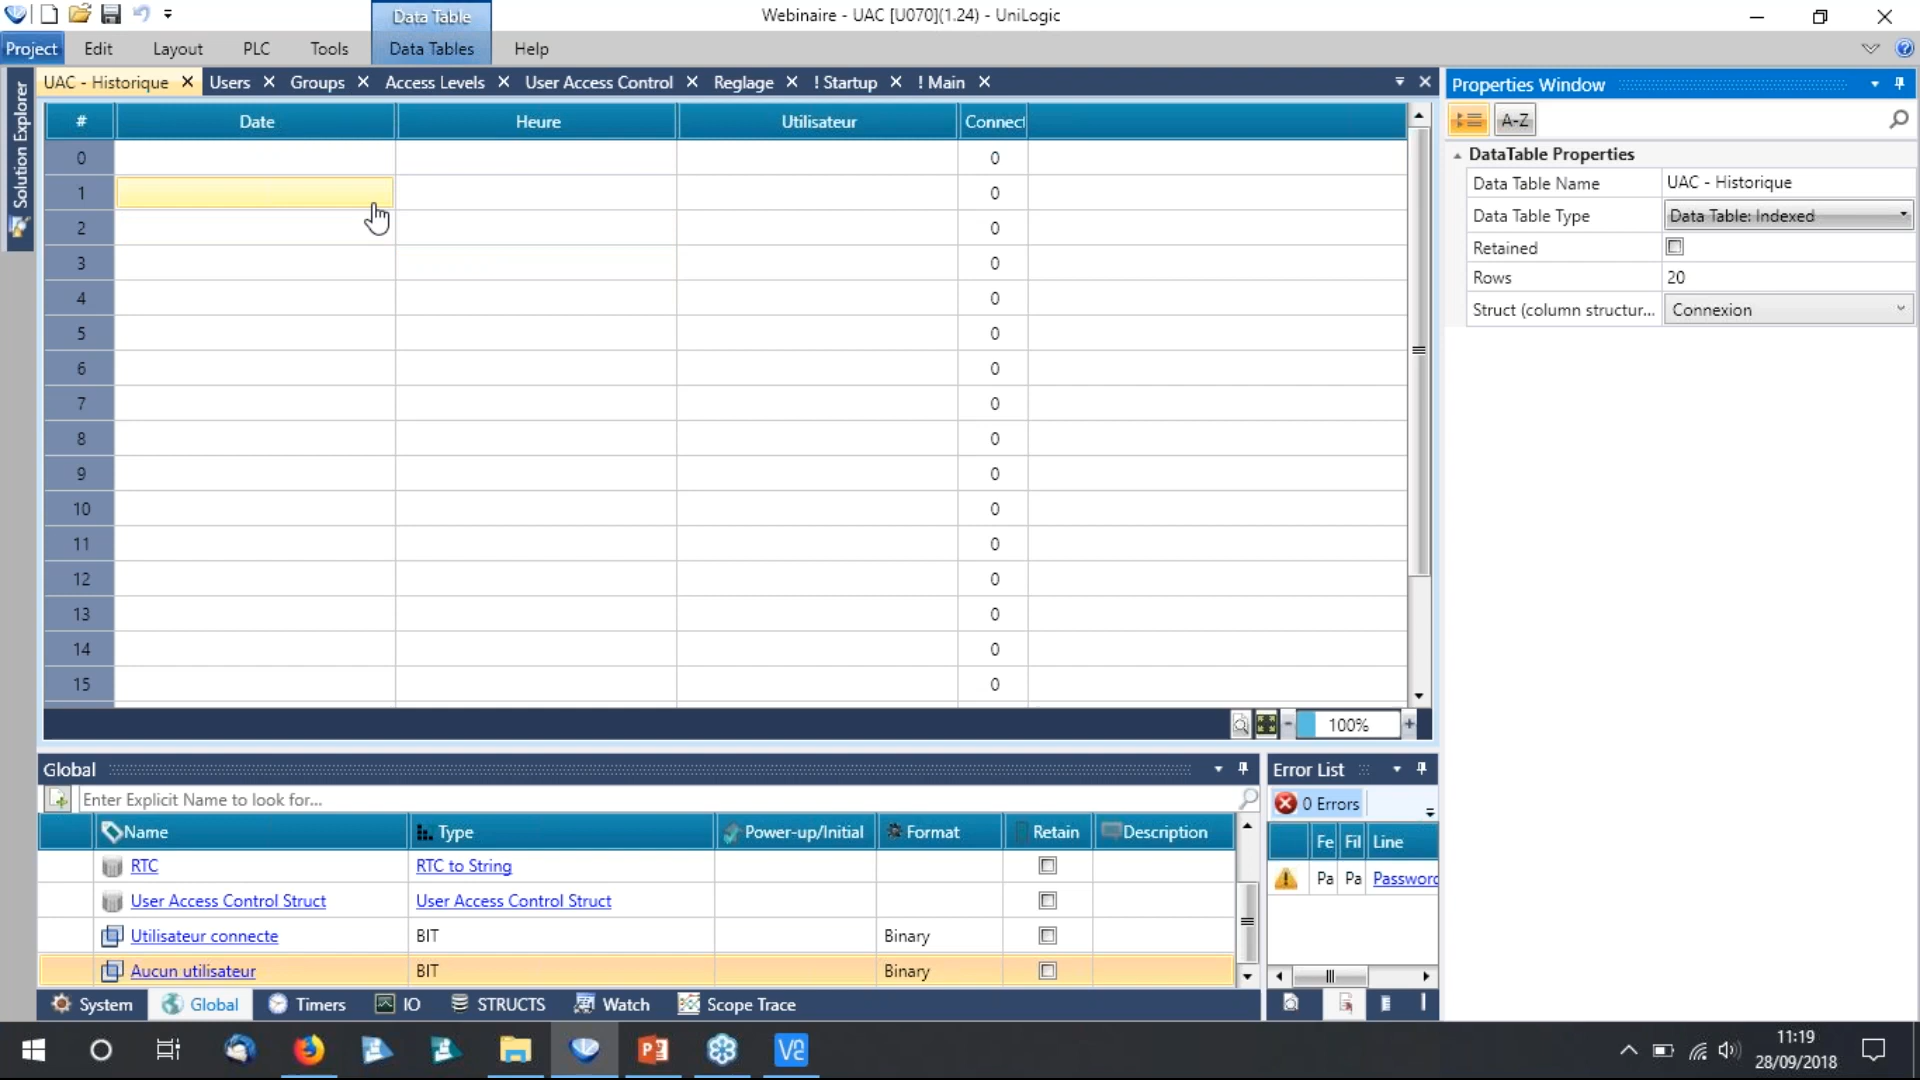 Data Table
Webinaire - UAC [U070](1.24) - UniLogic
Project Edit Layout PLC Tools Data Tables Help
UAC - Historique Users Groups Access Levels User Access Control Reglage ! Startup ! Main
Solution Explorer
# Date Heure Utilisateur Connect
0 0
1 0
2 0
3 0
4 0
5 0
6 0
7 0
8 0
9 0
10 0
11 0
12 0
13 0
14 0
15 0
100%
Properties Window
A-Z
DataTable Properties
Data Table Name UAC - Historique
Data Table Type Data Table: Indexed
Retained
Rows 20
Struct (column structur... Connexion
Global
Enter Explicit Name to look for...
Name Type Power-up/Initial Format Retain Description
RTC RTC to String
User Access Control Struct User Access Control Struct
Utilisateur connecte BIT Binary
Aucun utilisateur BIT Binary
System Global Timers IO STRUCTS Watch Scope Trace
Error List
0 Errors
Fe Fil Line
Pa Pa Password
11:19
28/09/2018